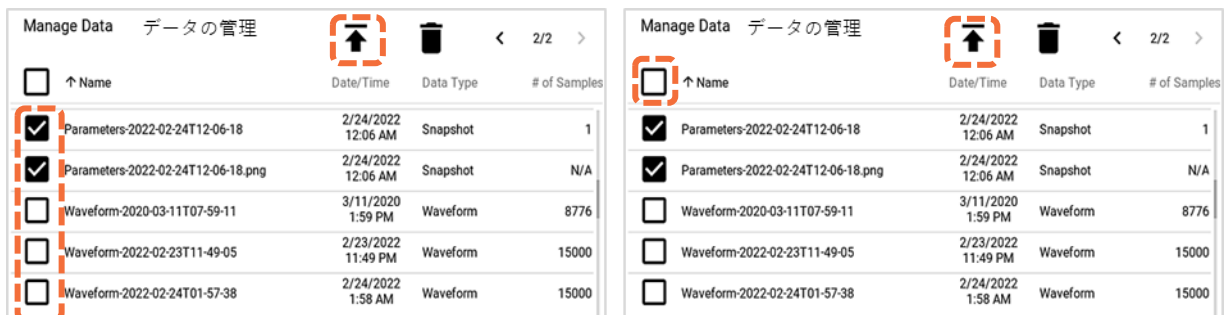 Manage Data データの管理 2/2
Name Date/Time Data Type # of Samples
Parameters-2022-02-24T12-06-18 2/24/2022 12:06 AM Snapshot 1
Parameters-2022-02-24T12-06-18.png 2/24/2022 12:06 AM Snapshot N/A
Waveform-2020-03-11T07-59-11 3/11/2020 1:59 PM Waveform 8776
Waveform-2022-02-23T11-49-05 2/23/2022 11:49 PM Waveform 15000
Waveform-2022-02-24T01-57-38 2/24/2022 1:58 AM Waveform 15000
Manage Data データの管理 2/2
Name Date/Time Data Type # of Samples
Parameters-2022-02-24T12-06-18 2/24/2022 12:06 AM Snapshot 1
Parameters-2022-02-24T12-06-18.png 2/24/2022 12:06 AM Snapshot N/A
Waveform-2020-03-11T07-59-11 3/11/2020 1:59 PM Waveform 8776
Waveform-2022-02-23T11-49-05 2/23/2022 11:49 PM Waveform 15000
Waveform-2022-02-24T01-57-38 2/24/2022 1:58 AM Waveform 15000